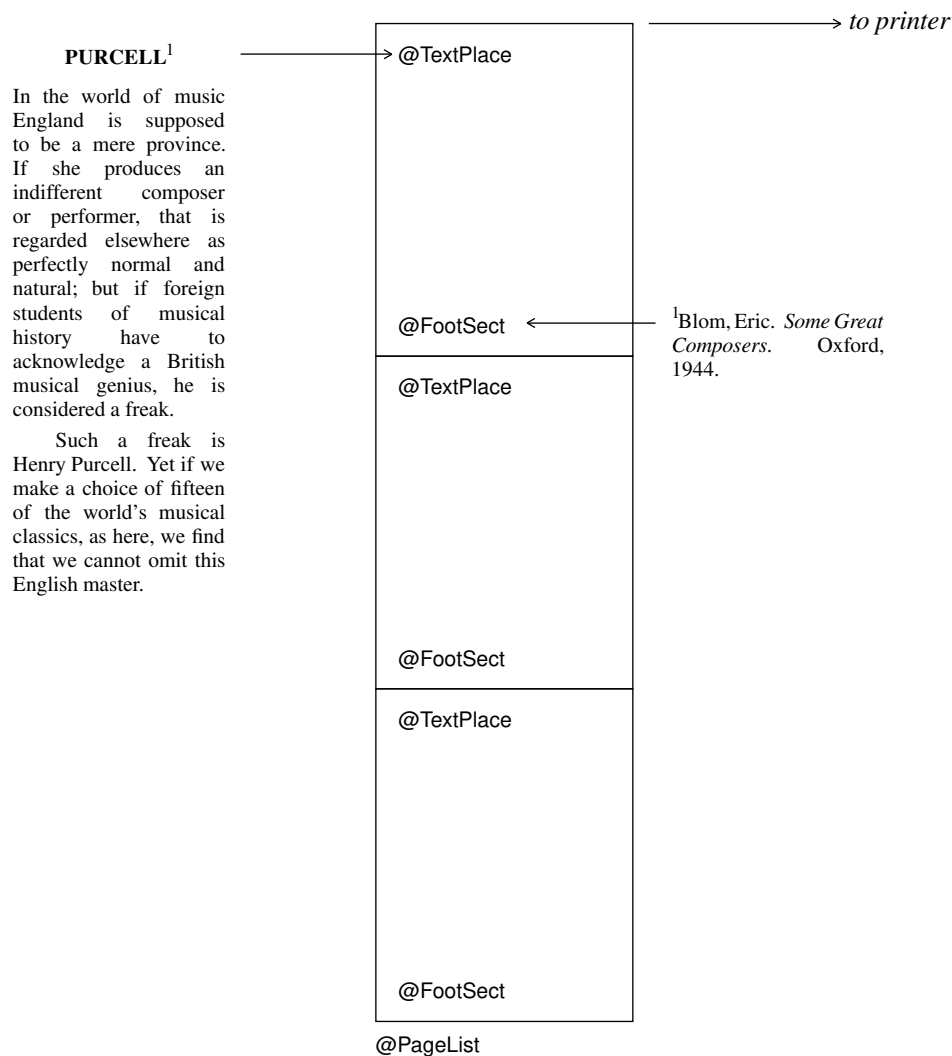 to printer
PURCELL¹
In the world of music
England is supposed
to be a mere province.
If she produces an
indifferent composer
or performer, that is
regarded elsewhere as
perfectly normal and
natural; but if foreign
students of musical
history have to
acknowledge a British
musical genius, he is
considered a freak.
Such a freak is
Henry Purcell. Yet if we
make a choice of fifteen
of the world's musical
classics, as here, we find
that we cannot omit this
English master.
@TextPlace
@FootSect
¹Blom, Eric. Some Great
Composers. Oxford,
1944.
@TextPlace
@FootSect
@TextPlace
@FootSect
@PageList